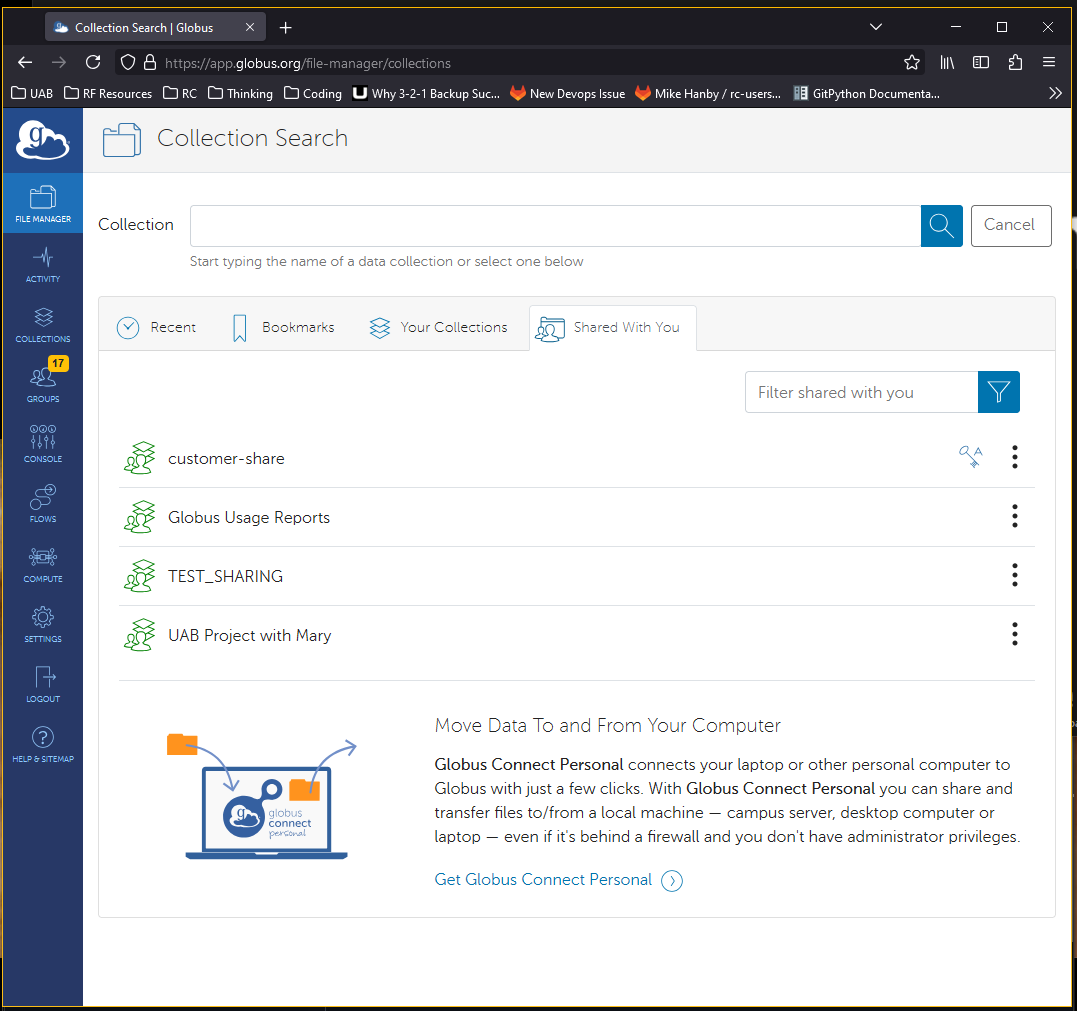 Collection Search | Globus
https://app.globus.org/file-manager/collections
UAB
RF Resources
RC
Thinking
Coding
Why 3-2-1 Backup Suc...
New Devops Issue
Mike Hanby / rc-users...
GitPython Documenta...
g
Collection Search
FILE MANAGER
ACTIVITY
COLLECTIONS
17
GROUPS
CONSOLE
FLOWS
COMPUTE
SETTINGS
LOGOUT
HELP & SITEMAP
Collection
Cancel
Start typing the name of a data collection or select one below
Recent
Bookmarks
Your Collections
Shared With You
Filter shared with you
customer-share
A
Globus Usage Reports
TEST_SHARING
UAB Project with Mary
g
globus
connect
personal
Move Data To and From Your Computer
Globus Connect Personal connects your laptop or other personal computer to
Globus with just a few clicks. With Globus Connect Personal you can share and
transfer files to/from a local machine — campus server, desktop computer or
laptop — even if it's behind a firewall and you don't have administrator privileges.
Get Globus Connect Personal